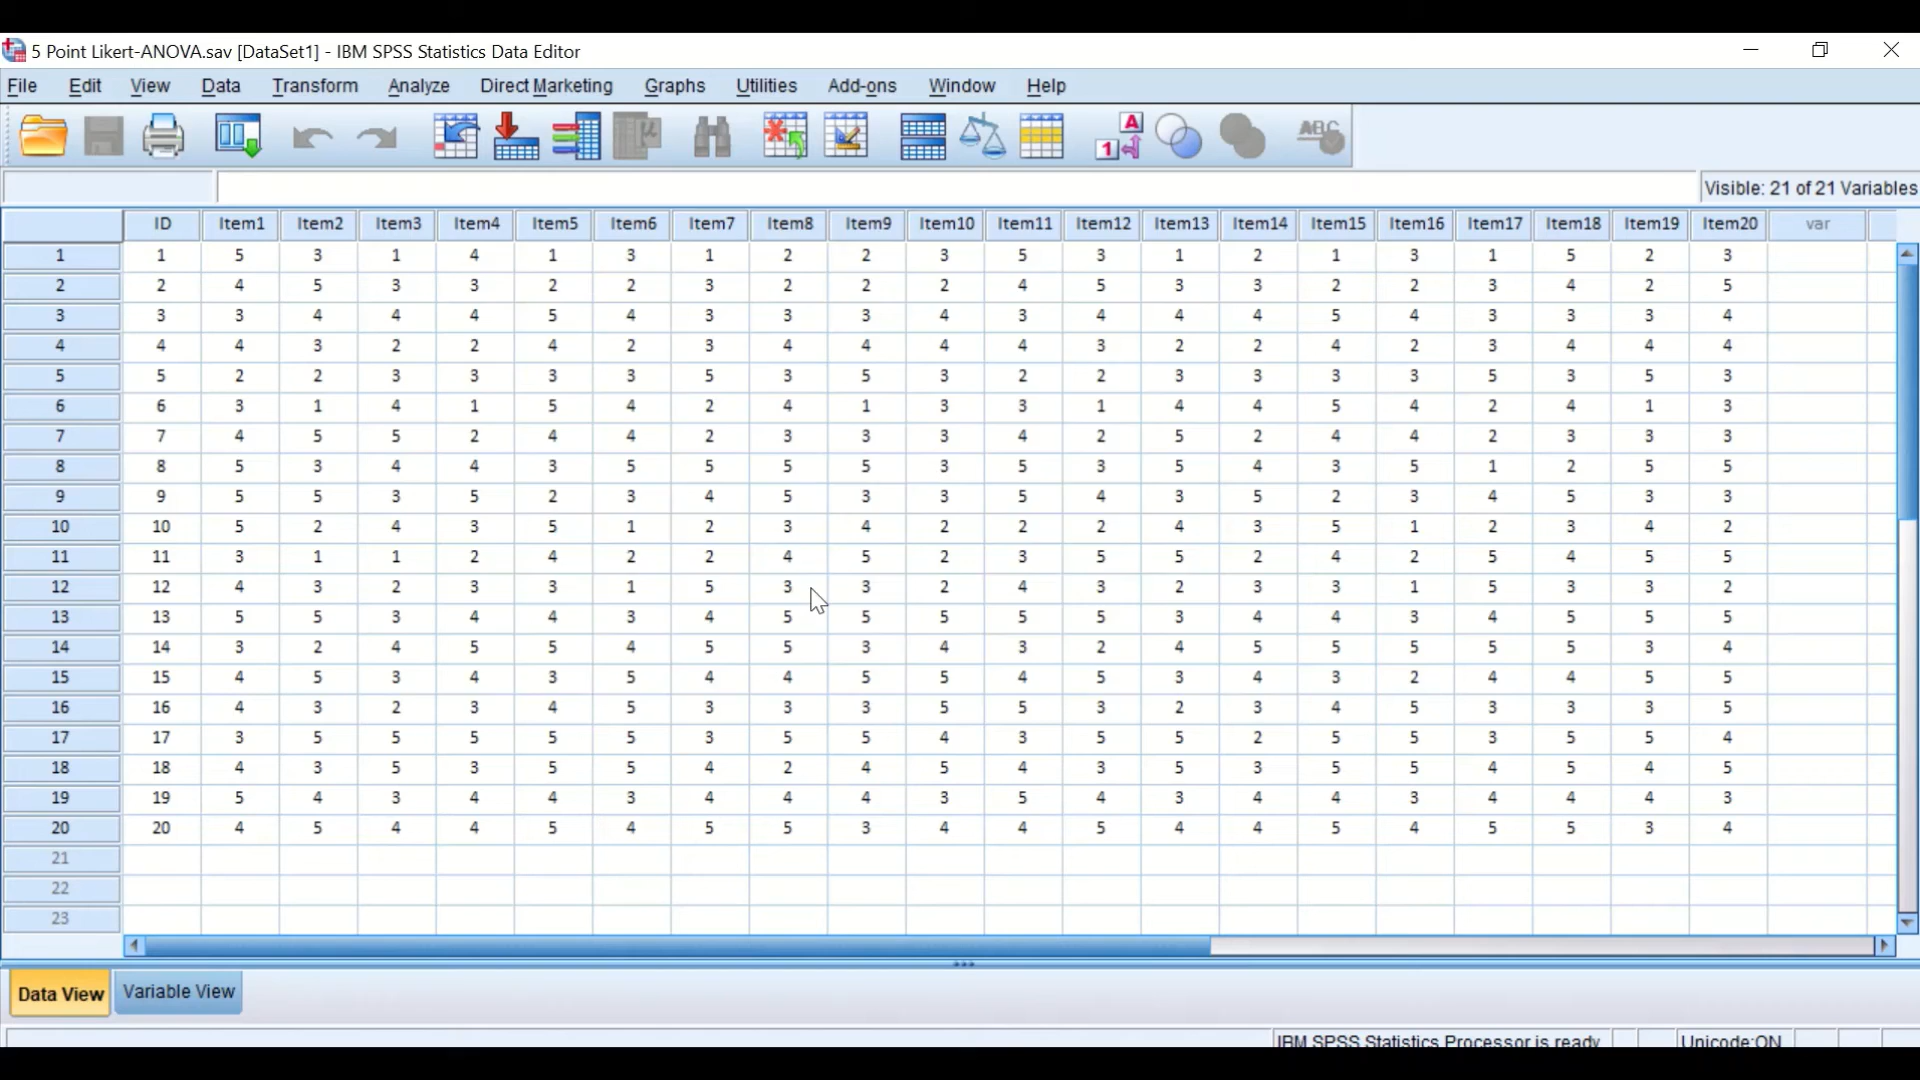 5 Point Likert-ANOVA.sav [DataSet1] - IBM SPSS Statistics Data Editor
File Edit View Data Transform Analyze Direct Marketing Graphs Utilities Add-ons Window Help
Visible: 21 of 21 Variables
ID Item1 Item2 Item3 Item4 Item5 Item6 Item7 Item8 Item9 Item10 Item11 Item12 Item13 Item14 Item15 Item16 Item17 Item18 Item19 Item20 var
1 1 5 3 1 4 1 3 1 2 2 3 5 3 1 2 1 3 1 5 2 3
2 2 4 5 3 3 2 2 3 2 2 2 4 5 3 3 2 2 3 4 2 5
3 3 3 4 4 4 5 4 3 3 3 4 3 4 4 4 5 4 3 3 3 4
4 4 4 3 2 2 4 2 3 4 4 4 4 3 2 2 4 2 3 4 4 4
5 5 2 2 3 3 3 3 5 3 5 3 2 2 3 3 3 3 5 3 5 3
6 6 3 1 4 1 5 4 2 4 1 3 3 1 4 4 5 4 2 4 1 3
7 7 4 5 5 2 4 4 2 3 3 3 4 2 5 2 4 4 2 3 3 3
8 8 5 3 4 4 3 5 5 5 5 3 5 3 5 4 3 5 1 2 5 5
9 9 5 5 3 5 2 3 4 5 3 3 5 4 3 5 2 3 4 5 3 3
10 10 5 2 4 3 5 1 2 3 4 2 2 2 4 3 5 1 2 3 4 2
11 11 3 1 1 2 4 2 2 4 5 2 3 5 5 2 4 2 5 4 5 5
12 12 4 3 2 3 3 1 5 3 3 2 4 3 2 3 3 1 5 3 3 2
13 13 5 5 3 4 4 3 4 5 5 5 5 5 3 4 4 3 4 5 5 5
14 14 3 2 4 5 5 4 5 5 3 4 3 2 4 5 5 5 5 5 3 4
15 15 4 5 3 4 3 5 4 4 5 5 4 5 3 4 3 2 4 4 5 5
16 16 4 3 2 3 4 5 3 3 3 5 5 3 2 3 4 5 3 3 3 5
17 17 3 5 5 5 5 5 3 5 5 4 3 5 5 2 5 5 3 5 5 4
18 18 4 3 5 3 5 5 4 2 4 5 4 3 5 3 5 5 4 5 4 5
19 19 5 4 3 4 4 3 4 4 4 3 5 4 3 4 4 3 4 4 4 3
20 20 4 5 4 4 5 4 5 5 3 4 4 5 4 4 5 4 5 5 3 4
21
22
23
Data View Variable View
IBM SPSS Statistics Processor is ready Unicode:ON